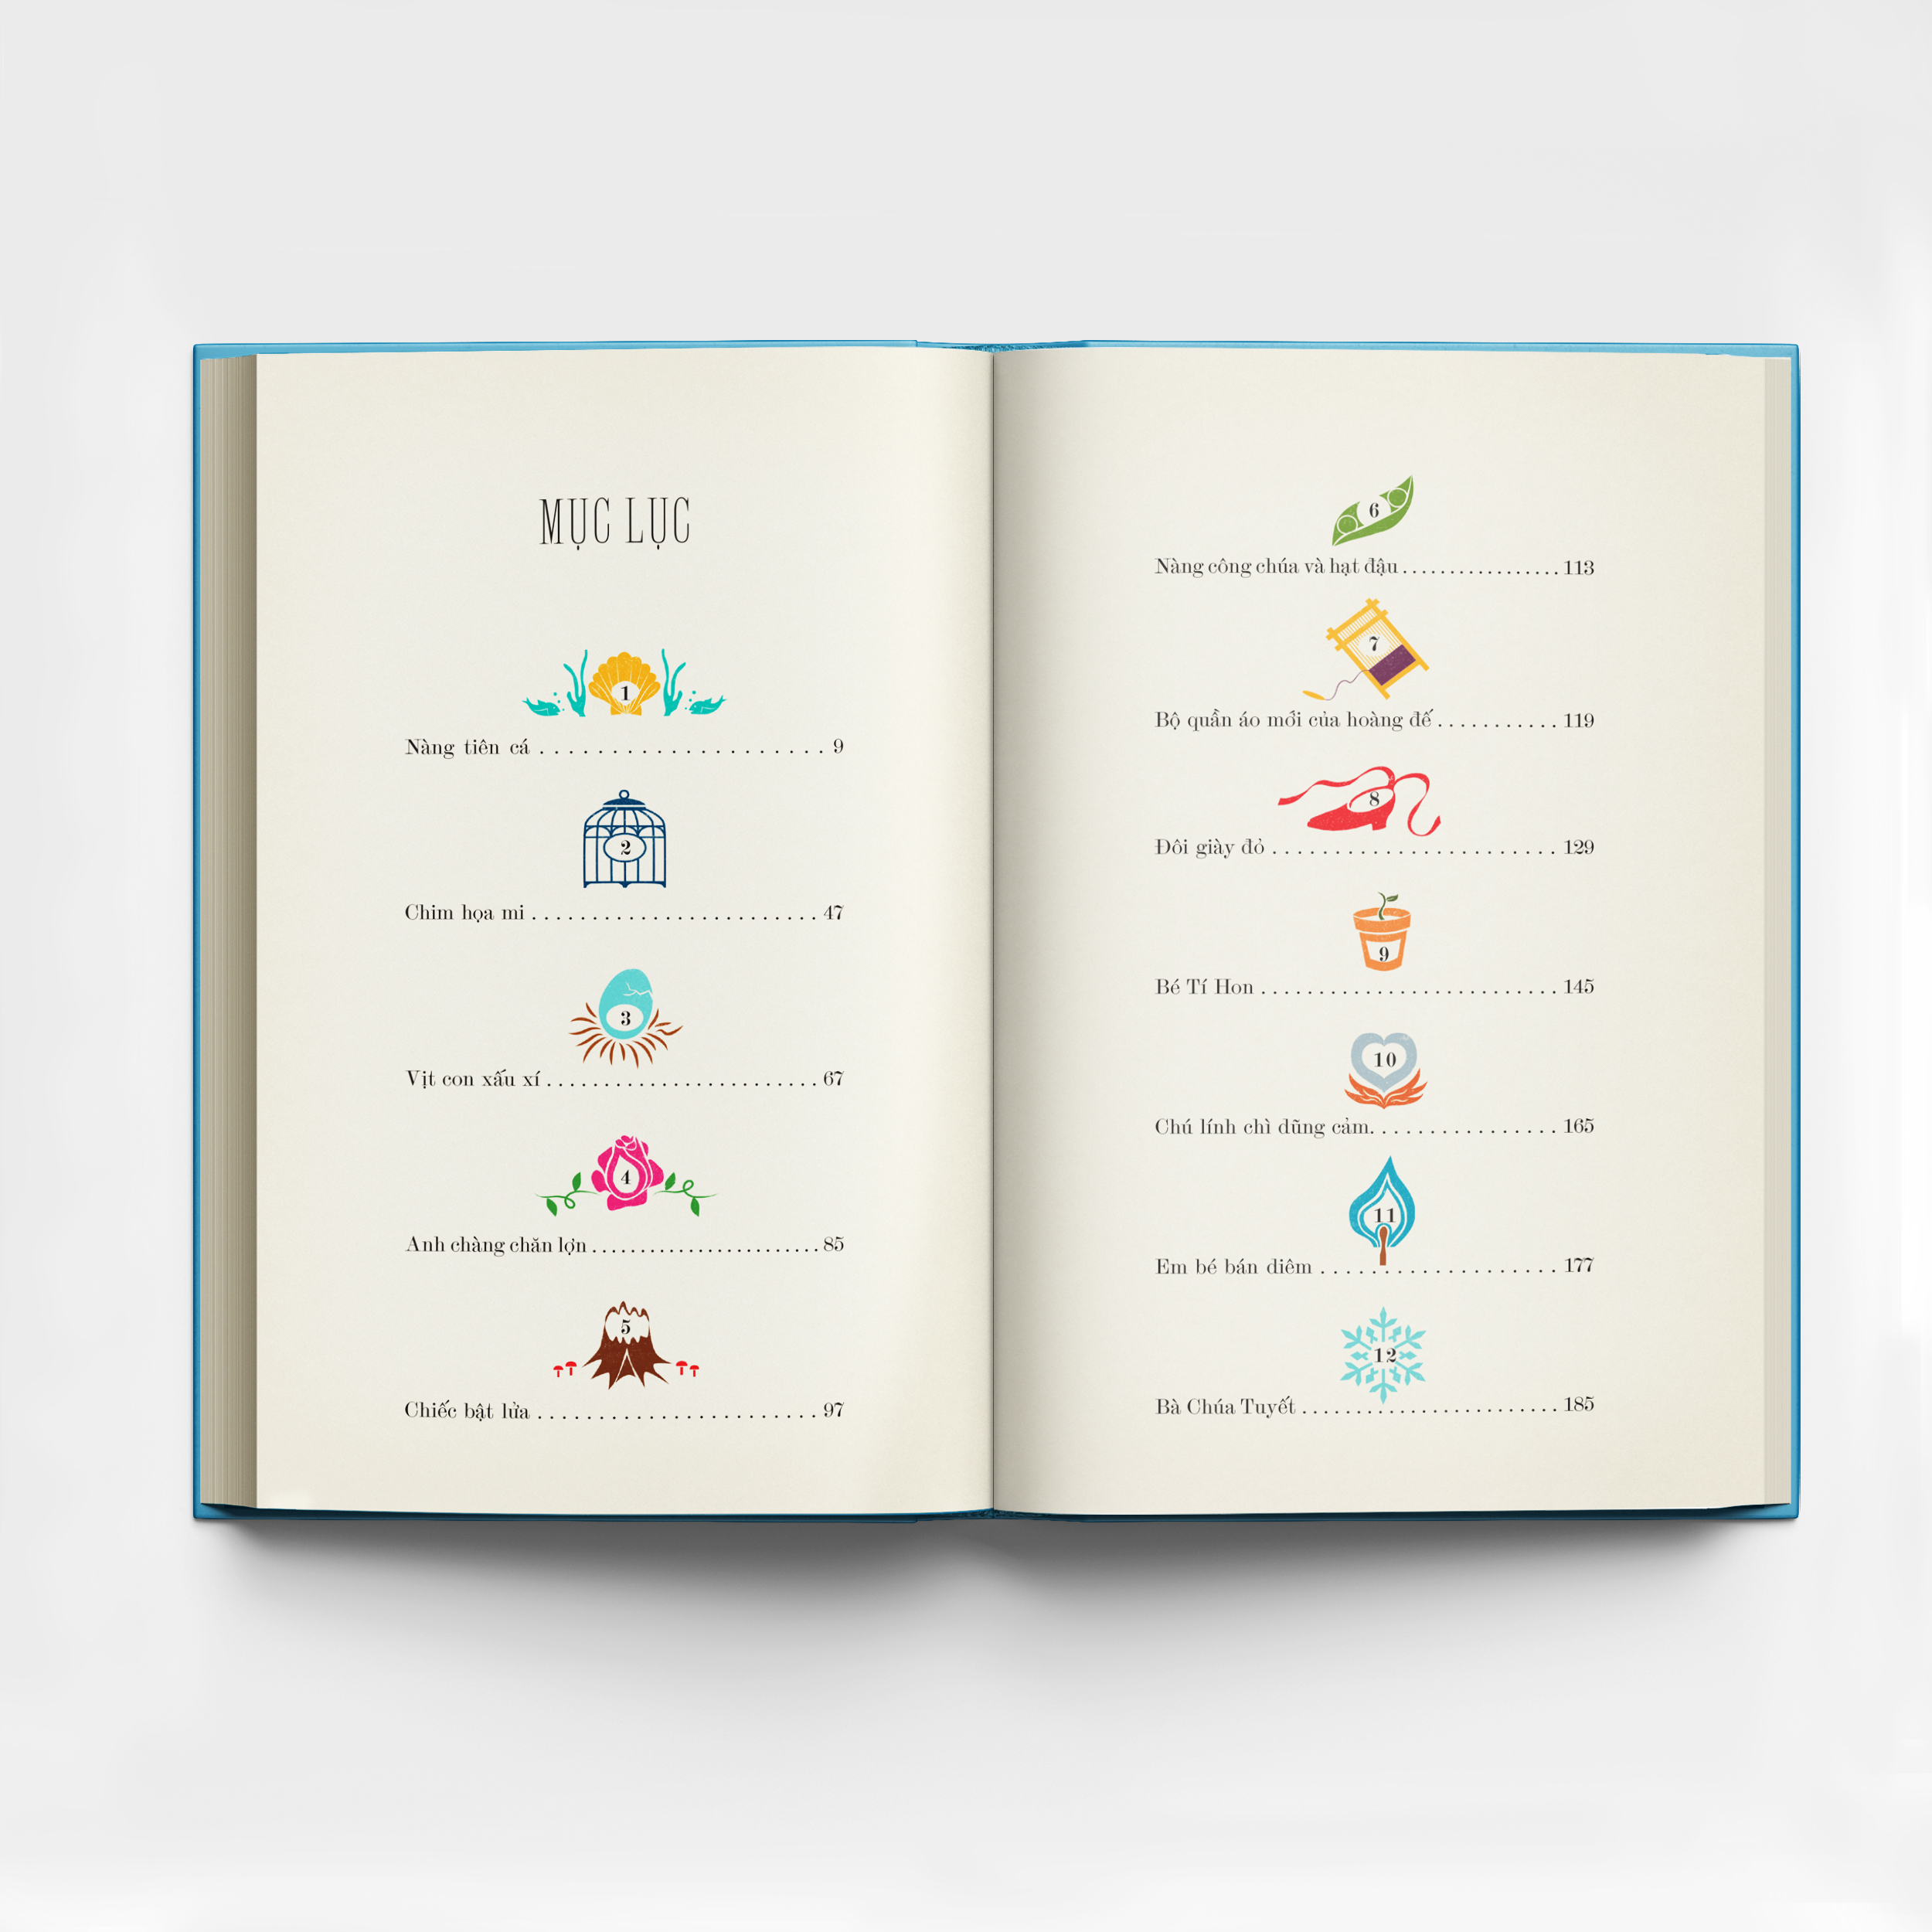 MỤC LỤC
1
Nàng tiên cá . . . . . . . . . . . . . . . . . . . . 9
2
Chim họa mi . . . . . . . . . . . . . . . . . . . . . . . . 47
3
Vịt con xấu xí . . . . . . . . . . . . . . . . . . . . . . . . 67
4
Anh chàng chăn lợn . . . . . . . . . . . . . . . . . . . . . . . . 85
5
Chiếc bật lửa . . . . . . . . . . . . . . . . . . . . . . . . 97
6
Nàng công chúa và hạt đậu . . . . . . . . . . . . . . . . . 113
7
Bộ quần áo mới của hoàng đế . . . . . . . . . . . 119
8
Đôi giày đỏ . . . . . . . . . . . . . . . . . . . . . . . 129
9
Bé Tí Hon . . . . . . . . . . . . . . . . . . . . . . . . . 145
10
Chú lính chì dũng cảm. . . . . . . . . . . . . . . . 165
11
Em bé bán diêm . . . . . . . . . . . . . . . . . . . 177
12
Bà Chúa Tuyết . . . . . . . . . . . . . . . . . . . . . . . . 185